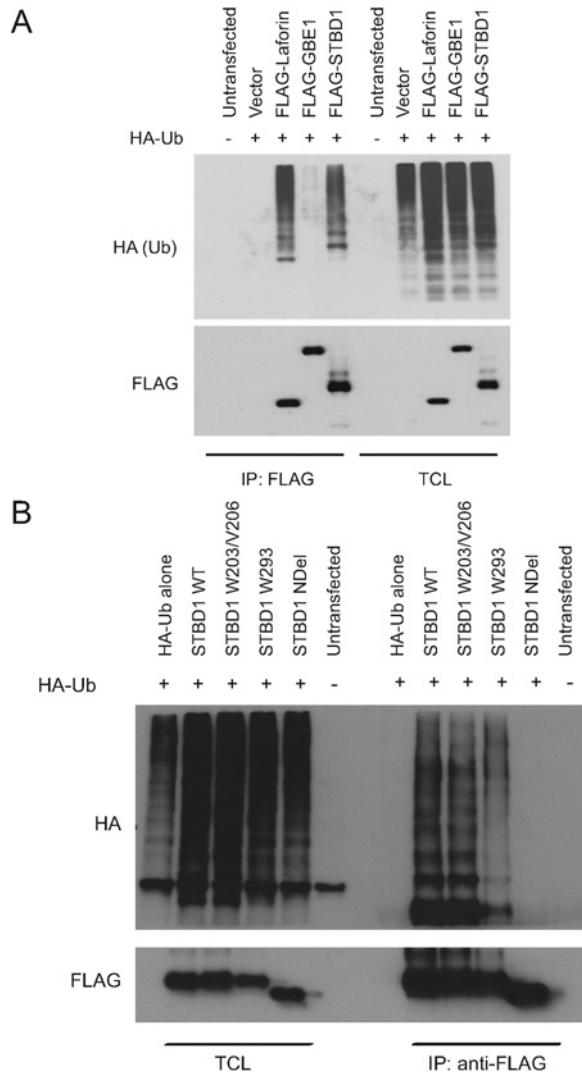 A
Untransfected
Vector
FLAG-Laforin
FLAG-GBE1
FLAG-STBD1
Untransfected
Vector
FLAG-Laforin
FLAG-GBE1
FLAG-STBD1
HA-Ub - + + + + - + + + +
HA (Ub)
FLAG
IP: FLAG TCL
B
HA-Ub alone
STBD1 WT
STBD1 W203/V206
STBD1 W293
STBD1 NDel
Untransfected
HA-Ub alone
STBD1 WT
STBD1 W203/V206
STBD1 W293
STBD1 NDel
Untransfected
HA-Ub + + + + + - + + + + + -
HA
FLAG
TCL IP: anti-FLAG